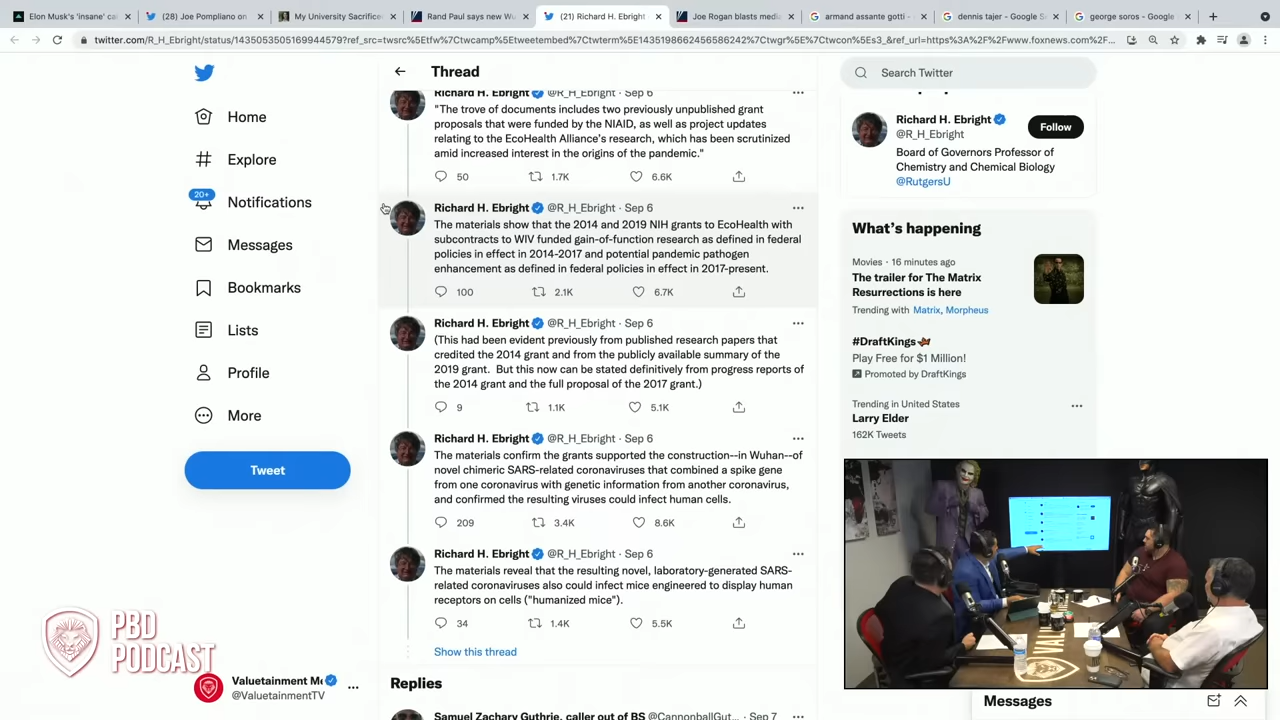 Elon Musk's 'insane' ca
(28) Joe Pompliano on
My University Sacrifice
Rand Paul says new Wu
(21) Richard H. Ebright
Joe Rogan blasts medi
armand assante gotti -
dennis tajer - Google S
george soros - Google
twitter.com/R_H_Ebright/status/1435053505169944579?ref_src=twsrc%5Etfw%7Ctwcamp%5Etweetembed%7Ctwterm%5E1435198662456586242%7Ctwgr%5E%7Ctwcon%5Es3_&ref_url=https%3A%2F%2Fwww.foxnews.com%2F...
Home
Explore
20+
Notifications
Messages
Bookmarks
Lists
Profile
More
Tweet
PBD
PODCAST
Valuetainment Me
@ValuetainmentTV
Thread
Richard H. Ebright @R_H_Ebright · Sep 6
"The trove of documents includes two previously unpublished grant
proposals that were funded by the NIAID, as well as project updates
relating to the EcoHealth Alliance's research, which has been scrutinized
amid increased interest in the origins of the pandemic."
50 1.7K 6.6K
Richard H. Ebright @R_H_Ebright · Sep 6
The materials show that the 2014 and 2019 NIH grants to EcoHealth with
subcontracts to WIV funded gain-of-function research as defined in federal
policies in effect in 2014-2017 and potential pandemic pathogen
enhancement as defined in federal policies in effect in 2017-present.
100 2.1K 6.7K
Richard H. Ebright @R_H_Ebright · Sep 6
(This had been evident previously from published research papers that
credited the 2014 grant and from the publicly available summary of the
2019 grant. But this now can be stated definitively from progress reports of
the 2014 grant and the full proposal of the 2017 grant.)
9 1.1K 5.1K
Richard H. Ebright @R_H_Ebright · Sep 6
The materials confirm the grants supported the construction--in Wuhan--of
novel chimeric SARS-related coronaviruses that combined a spike gene
from one coronavirus with genetic information from another coronavirus,
and confirmed the resulting viruses could infect human cells.
209 3.4K 8.6K
Richard H. Ebright @R_H_Ebright · Sep 6
The materials reveal that the resulting novel, laboratory-generated SARS-
related coronaviruses also could infect mice engineered to display human
receptors on cells ("humanized mice").
34 1.4K 5.5K
Show this thread
Replies
Samuel Zachary Guthrie, caller out of BS @CannonballGut... · Sep 7
Search Twitter
Richard H. Ebright
@R_H_Ebright
Follow
Board of Governors Professor of
Chemistry and Chemical Biology
@RutgersU
What's happening
Movies · 16 minutes ago
The trailer for The Matrix
Resurrections is here
Trending with Matrix, Morpheus
#DraftKings
Play Free for $1 Million!
Promoted by DraftKings
Trending in United States
Larry Elder
162K Tweets
Messages